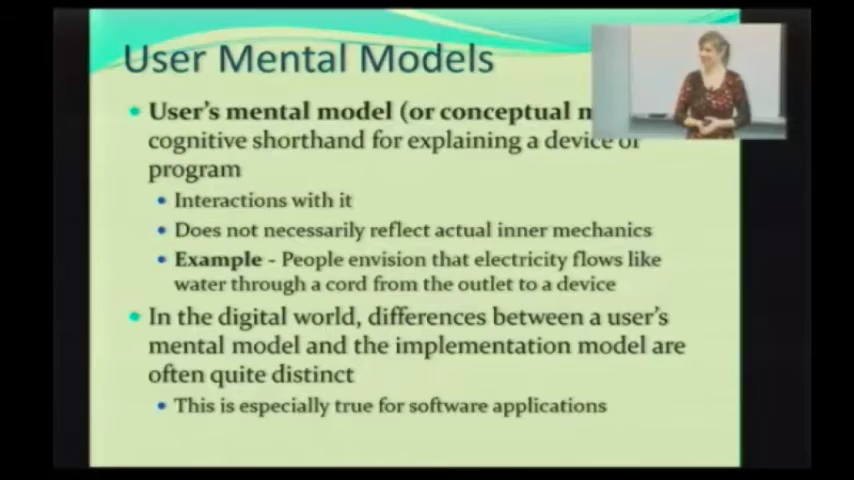 User Mental Models
User's mental model (or conceptual
cognitive shorthand for explaining a device or
program
Interactions with it
Does not necessarily reflect actual inner mechanics
Example - People envision that electricity flows like
water through a cord from the outlet to a device
In the digital world, differences between a user's
mental model and the implementation model are
often quite distinct
This is especially true for software applications